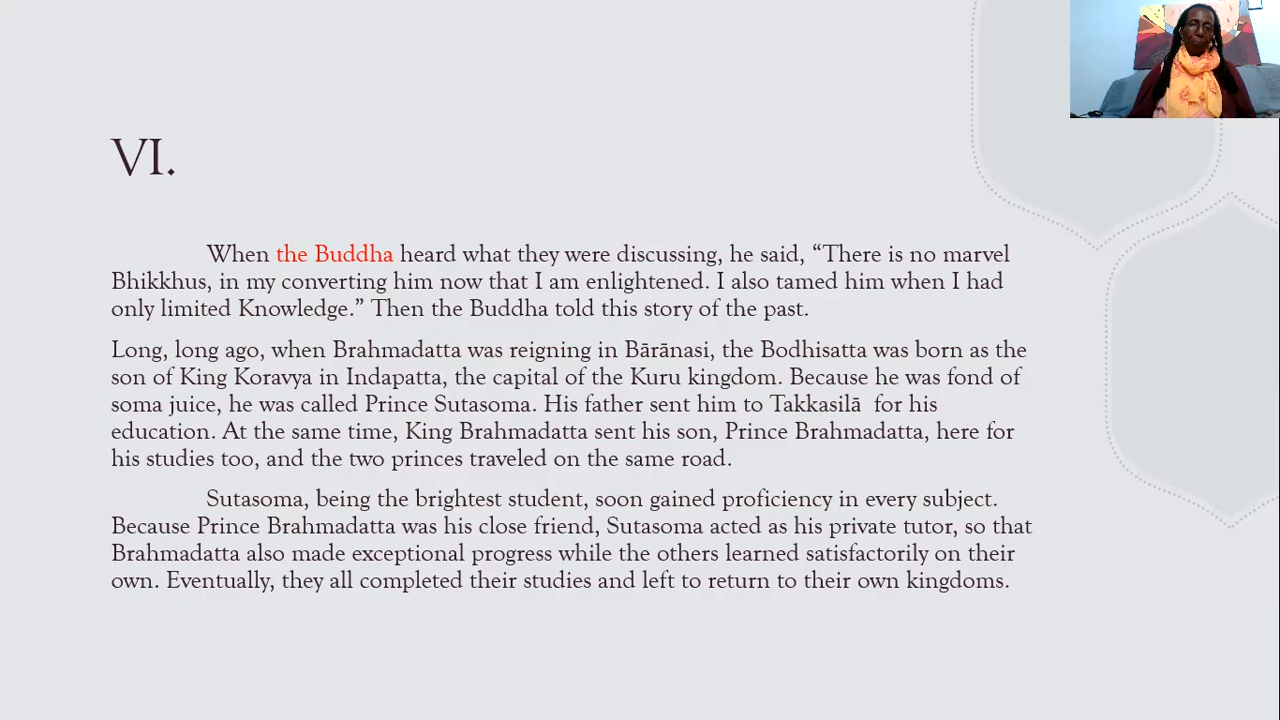 VI.
When the Buddha heard what they were discussing, he said, “There is no marvel
Bhikkhus, in my converting him now that I am enlightened. I also tamed him when I had
only limited Knowledge.” Then the Buddha told this story of the past.
Long, long ago, when Brahmadatta was reigning in Bārānasi, the Bodhisatta was born as the
son of King Koravya in Indapatta, the capital of the Kuru kingdom. Because he was fond of
soma juice, he was called Prince Sutasoma. His father sent him to Takkasilā for his
education. At the same time, King Brahmadatta sent his son, Prince Brahmadatta, here for
his studies too, and the two princes traveled on the same road.
Sutasoma, being the brightest student, soon gained proficiency in every subject.
Because Prince Brahmadatta was his close friend, Sutasoma acted as his private tutor, so that
Brahmadatta also made exceptional progress while the others learned satisfactorily on their
own. Eventually, they all completed their studies and left to return to their own kingdoms.